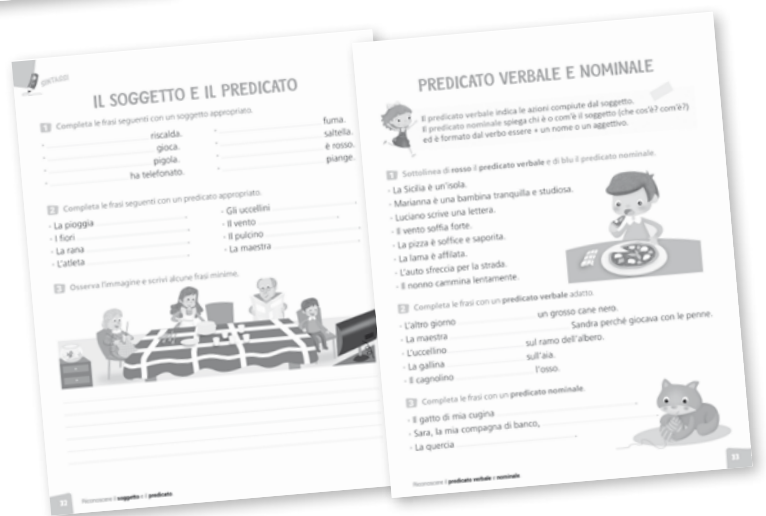 SINTASSI
IL SOGGETTO E IL PREDICATO
1 Completa le frasi seguenti con un soggetto appropriato.
• riscalda.
• gioca.
• pigola.
• ha telefonato.
• fuma.
• saltella.
• è rosso.
• piange.
2 Completa le frasi seguenti con un predicato appropriato.
• La pioggia
• I fiori
• La rana
• L'atleta
• Gli uccellini
• Il vento
• Il pulcino
• La maestra
3 Osserva l'immagine e scrivi alcune frasi minime.
32 Riconoscere il soggetto e il predicato
PREDICATO VERBALE E NOMINALE
Il predicato verbale indica le azioni compiute dal soggetto.
Il predicato nominale spiega chi è o com'è il soggetto (che cos'è? com'è?)
ed è formato dal verbo essere + un nome o un aggettivo.
1 Sottolinea di rosso il predicato verbale e di blu il predicato nominale.
• La Sicilia è un'isola.
• Marianna è una bambina tranquilla e studiosa.
• Luciano scrive una lettera.
• Il vento soffia forte.
• La pizza è soffice e saporita.
• La lama è affilata.
• L'auto sfreccia per la strada.
• Il nonno cammina lentamente.
2 Completa le frasi con un predicato verbale adatto.
• L'altro giorno un grosso cane nero.
• La maestra Sandra perché giocava con le penne.
• L'uccellino sul ramo dell'albero.
• La gallina sull'aia.
• Il cagnolino l'osso.
3 Completa le frasi con un predicato nominale.
• Il gatto di mia cugina
• Sara, la mia compagna di banco,
• La quercia
Riconoscere il predicato verbale e nominale 33